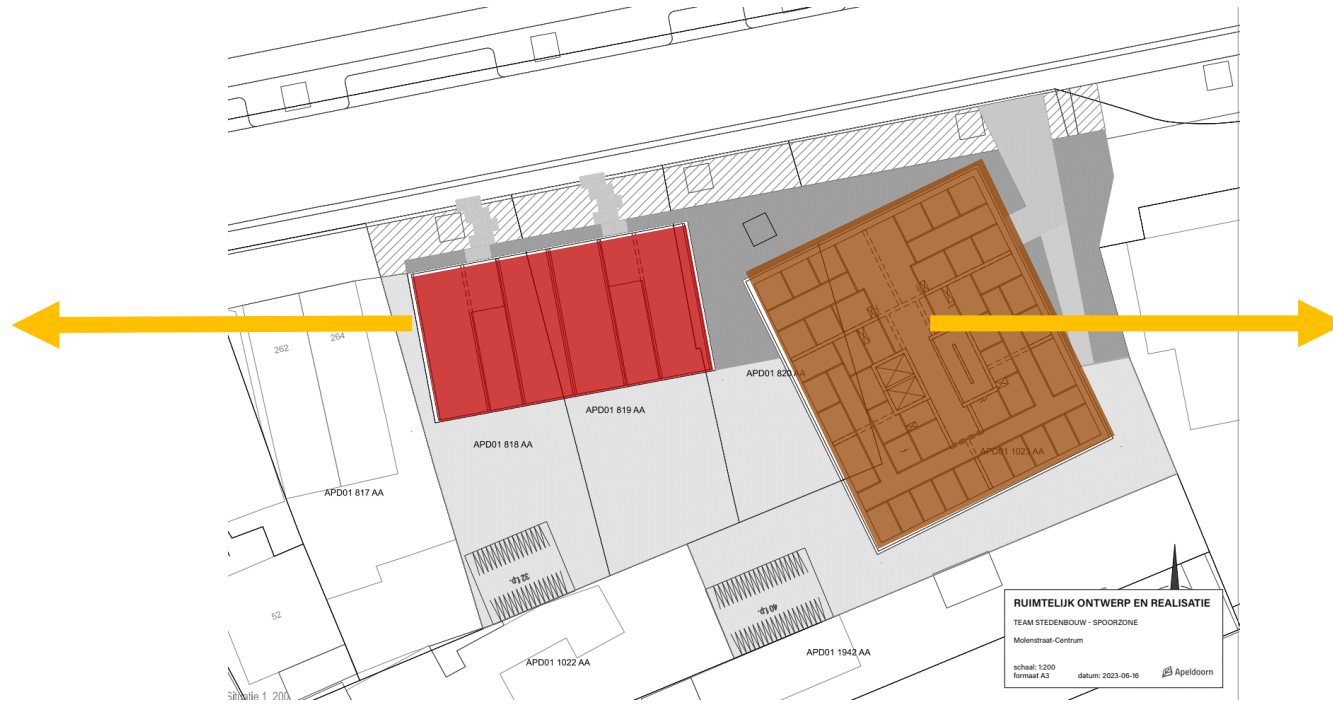 262
264
APD01 820 AA
APD01 819 AA
APD01 818 AA
APD01 1023 AA
APD01 817 AA
32 f.p.
40 f.p.
52
APD01 1022 AA
APD01 1942 AA
RUIMTELIJK ONTWERP EN REALISATIE
TEAM STEDENBOUW - SPOORZONE
Molenstraat-Centrum
schaal: 1:200
formaat A3
datum: 2023-06-16
Apeldoorn
Situatie 1 200